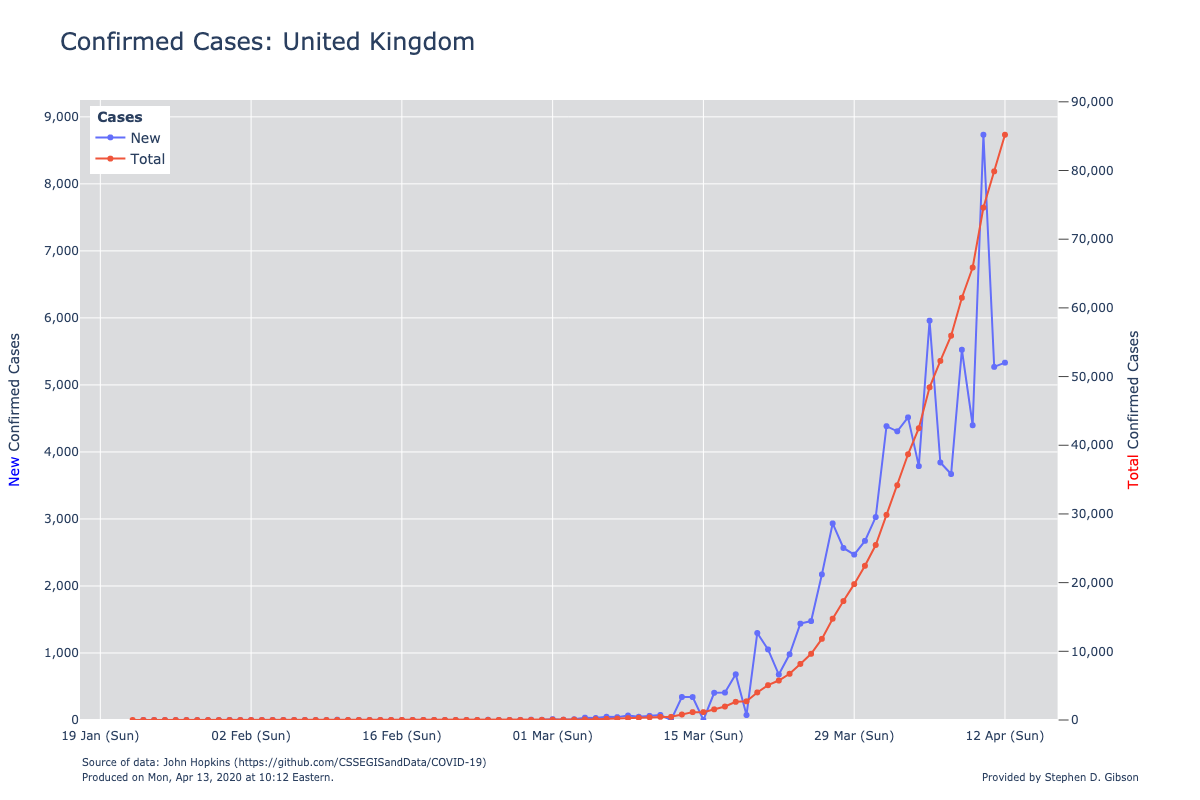 Confirmed Cases: United Kingdom
Cases
New
Total
9,000
8,000
7,000
6,000
5,000
4,000
3,000
2,000
1,000
0
New Confirmed Cases
90,000
80,000
70,000
60,000
50,000
40,000
30,000
20,000
10,000
0
Total Confirmed Cases
19 Jan (Sun) 02 Feb (Sun) 16 Feb (Sun) 01 Mar (Sun) 15 Mar (Sun) 29 Mar (Sun) 12 Apr (Sun)
Source of data: John Hopkins (https://github.com/CSSEGISandData/COVID-19)
Produced on Mon, Apr 13, 2020 at 10:12 Eastern.
Provided by Stephen D. Gibson